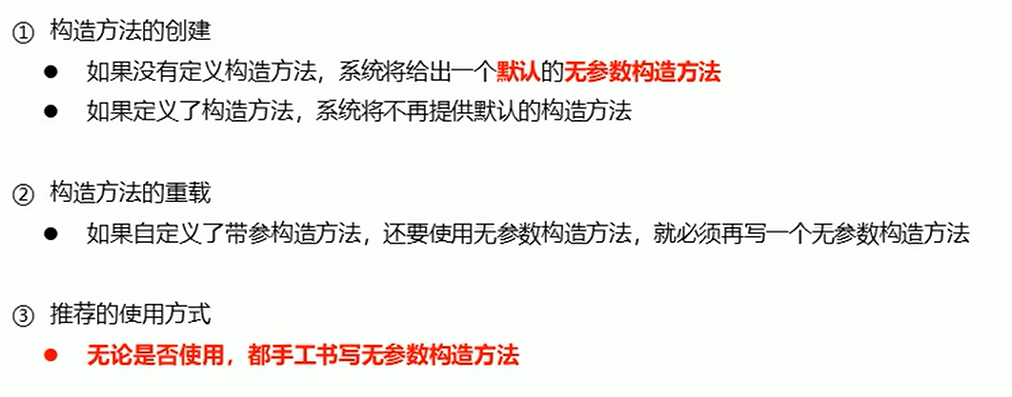 ① 构造方法的创建
● 如果没有定义构造方法，系统将给出一个默认的无参数构造方法
● 如果定义了构造方法，系统将不再提供默认的构造方法
② 构造方法的重载
● 如果自定义了带参构造方法，还要使用无参数构造方法，就必须再写一个无参数构造方法
③ 推荐的使用方式
● 无论是否使用，都手工书写无参数构造方法